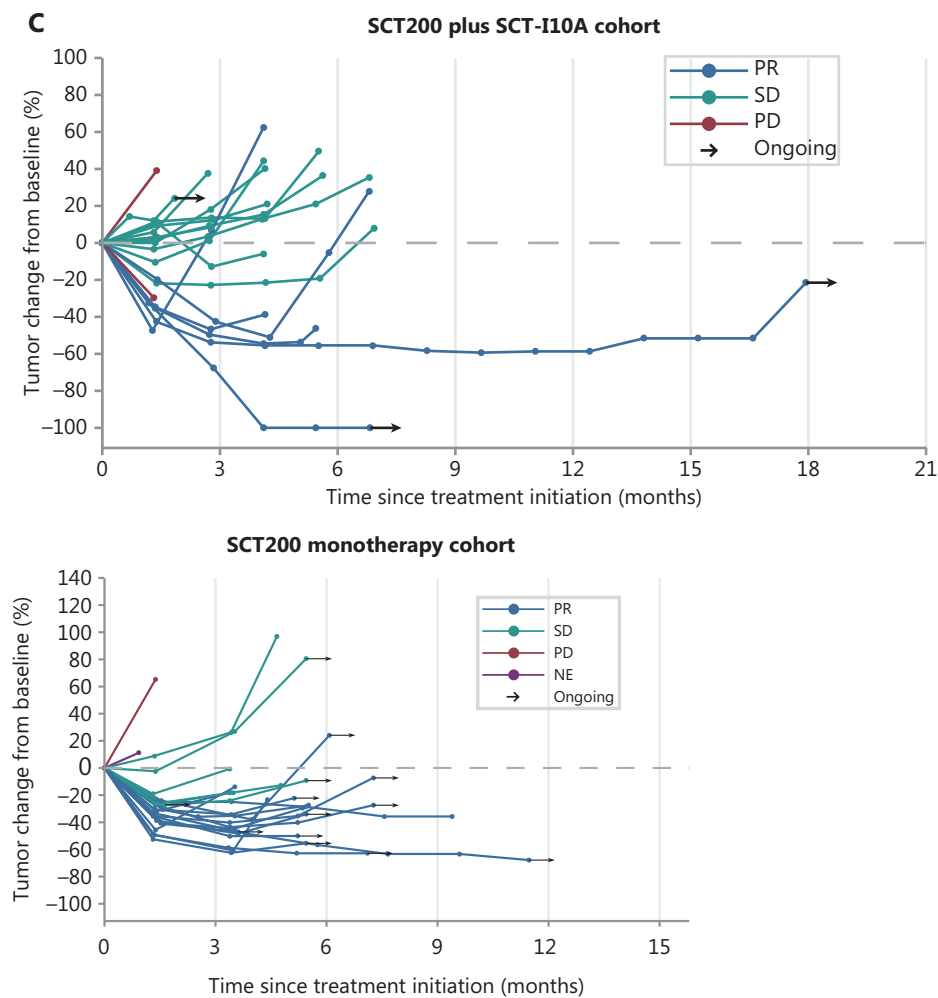 C
SCT200 plus SCT-I10A cohort
Tumor change from baseline (%)
100
80
60
40
20
0
−20
−40
−60
−80
−100
PR
SD
PD
Ongoing
0 3 6 9 12 15 18 21
Time since treatment initiation (months)
SCT200 monotherapy cohort
Tumor change from baseline (%)
140
120
100
80
60
40
20
0
−20
−40
−60
−80
−100
PR
SD
PD
NE
Ongoing
0 3 6 9 12 15
Time since treatment initiation (months)